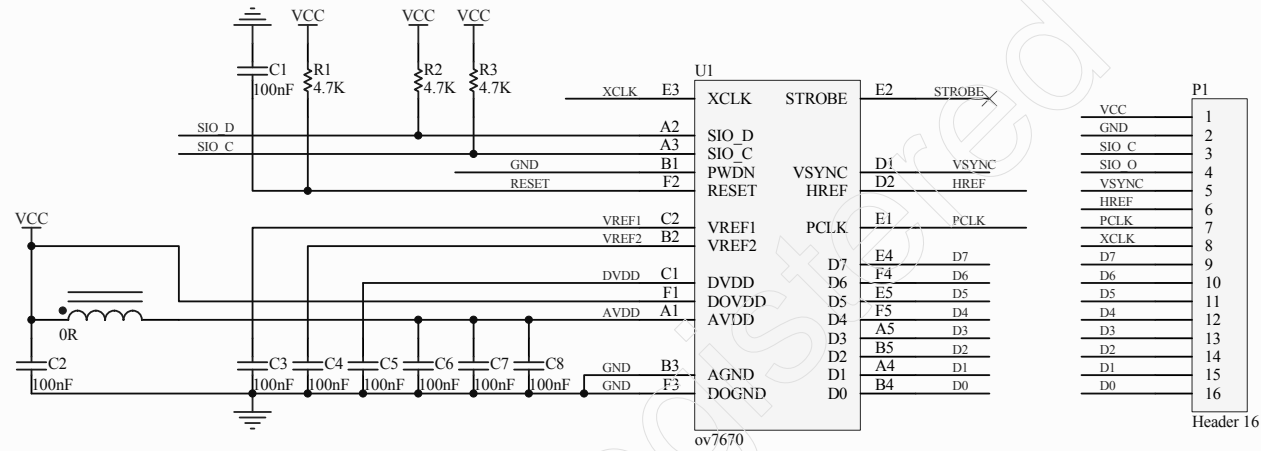 VCC VCC VCC
C1 100nF
R1 4.7K
R2 4.7K
R3 4.7K
U1
XCLK E3 XCLK STROBE E2 STROBE
SIO_D A2 SIO_D
SIO_C A3 SIO_C
GND B1 PWDN VSYNC D1 VSYNC
RESET F2 RESET HREF D2 HREF
VCC
VREF1 C2 VREF1 PCLK E1 PCLK
VREF2 B2 VREF2
D7 E4 D7
DVDD C1 DVDD D6 F4 D6
F1 DOVDD D5 E5 D5
AVDD A1 AVDD D4 F5 D4
0R
D3 A5 D3
D2 B5 D2
C2 100nF
C3 100nF
C4 100nF
C5 100nF
C6 100nF
C7 100nF
C8 100nF
GND B3 AGND D1 A4 D1
GND F3 DOGND D0 B4 D0
ov7670
P1
VCC 1
GND 2
SIO_C 3
SIO_O 4
VSYNC 5
HREF 6
PCLK 7
XCLK 8
D7 9
D6 10
D5 11
D4 12
D3 13
D2 14
D1 15
D0 16
Header 16